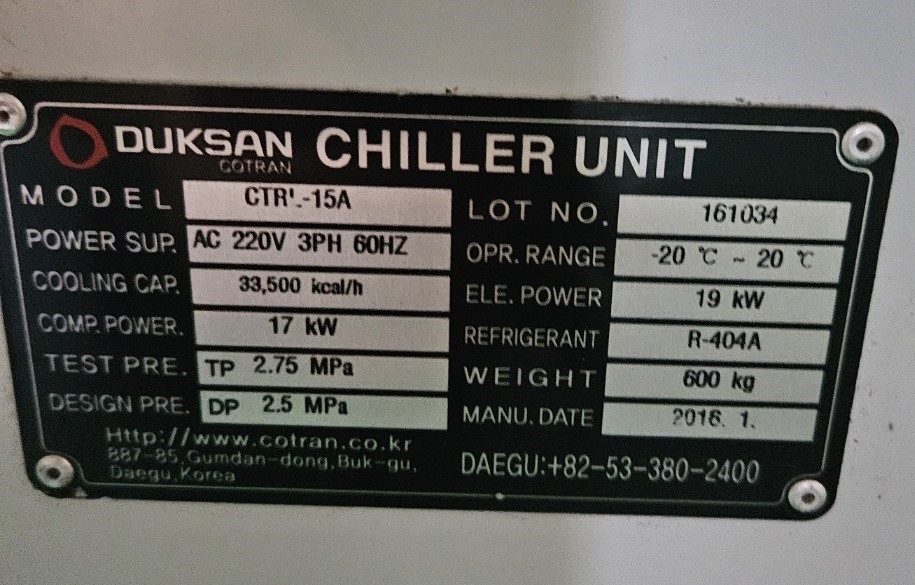 DUKSAN COTRAN CHILLER UNIT
MODEL CTR'-15A
LOT NO. 161034
POWER SUP. AC 220V 3PH 60HZ
OPR. RANGE -20 ℃ ~ 20 ℃
COOLING CAP. 33,500 kcal/h
ELE. POWER 19 kW
COMP. POWER. 17 kW
REFRIGERANT R-404A
TEST PRE. TP 2.75 MPa
WEIGHT 600 kg
DESIGN PRE. DP 2.5 MPa
MANU. DATE 2016. 1.
Http://www.cotran.co.kr
887-85,Gumdan-dong,Buk-gu,
Daegu,Korea
DAEGU:+82-53-380-2400